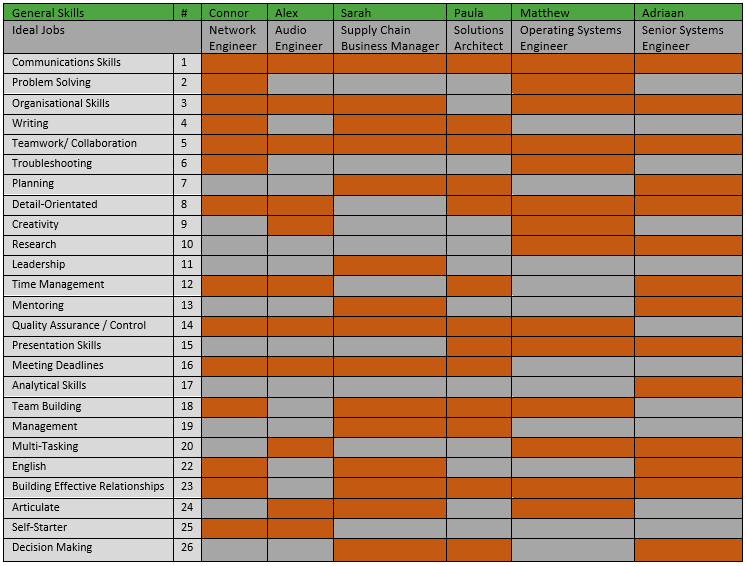 General Skills # Connor Alex Sarah Paula Matthew Adriaan
Ideal Jobs Network Audio Supply Chain Solutions Operating Systems Senior Systems
Engineer Engineer Business Manager Architect Engineer Engineer
Communications Skills 1
Problem Solving 2
Organisational Skills 3
Writing 4
Teamwork/ Collaboration 5
Troubleshooting 6
Planning 7
Detail-Orientated 8
Creativity 9
Research 10
Leadership 11
Time Management 12
Mentoring 13
Quality Assurance / Control 14
Presentation Skills 15
Meeting Deadlines 16
Analytical Skills 17
Team Building 18
Management 19
Multi-Tasking 20
English 22
Building Effective Relationships 23
Articulate 24
Self-Starter 25
Decision Making 26